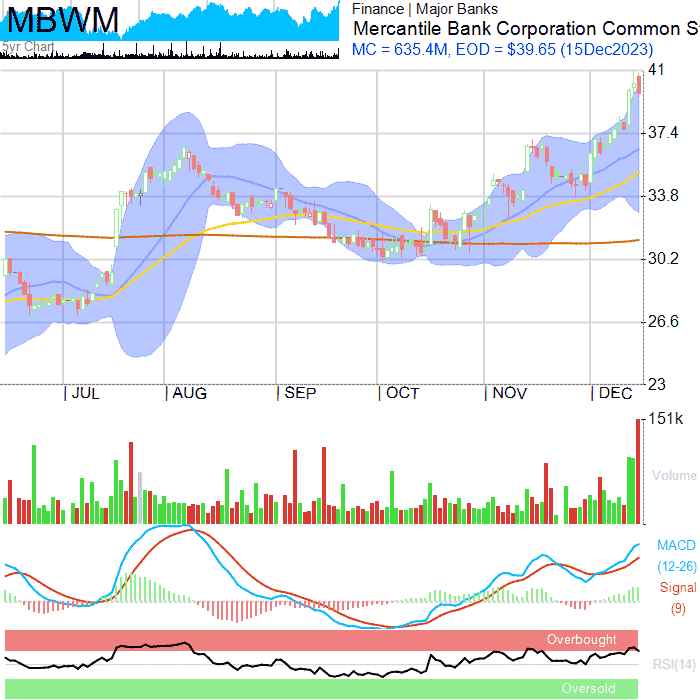 MBWM
5yr Chart
Finance | Major Banks
Mercantile Bank Corporation Common S
MC = 635.4M, EOD = $39.65 (15Dec2023)
41
37.4
33.8
30.2
26.6
23
| JUL | AUG | SEP | OCT | NOV | DEC
151k
Volume
MACD
(12-26)
Signal
(9)
Overbought
RSI(14)
Oversold